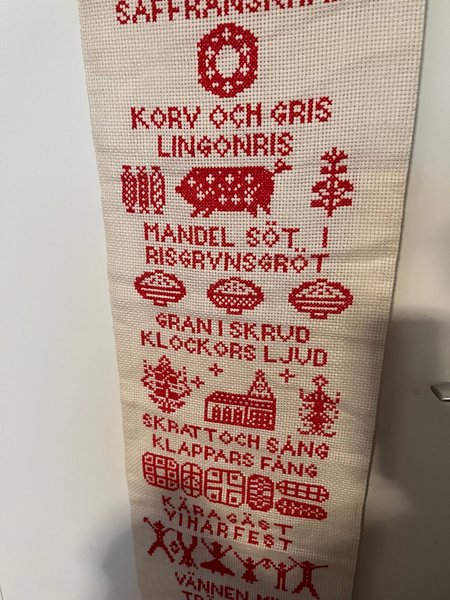 KORV OCH GRIS
LINGONRIS
MANDEL SÖT I
RISGRYNSGRÖT
GRAN I SKRUD
KLOCKORS LJUD
SKRATT OCH SÅNG
KLAPPARS FÅNG
KÄRA GÄST
VI HAR FEST
VÄNNEN